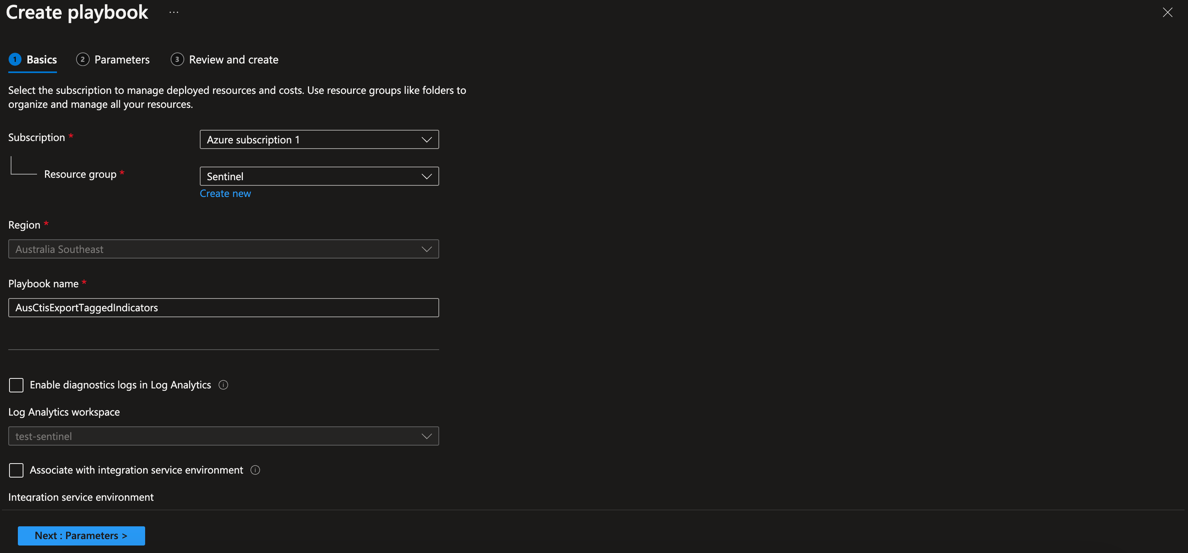 Create playbook ...
1 Basics 2 Parameters 3 Review and create
Select the subscription to manage deployed resources and costs. Use resource groups like folders to
organize and manage all your resources.
Subscription * Azure subscription 1
Resource group * Sentinel
Create new
Region *
Australia Southeast
Playbook name *
AusCtisExportTaggedIndicators
Enable diagnostics logs in Log Analytics
Log Analytics workspace
test-sentinel
Associate with integration service environment
Integration service environment
Next : Parameters >